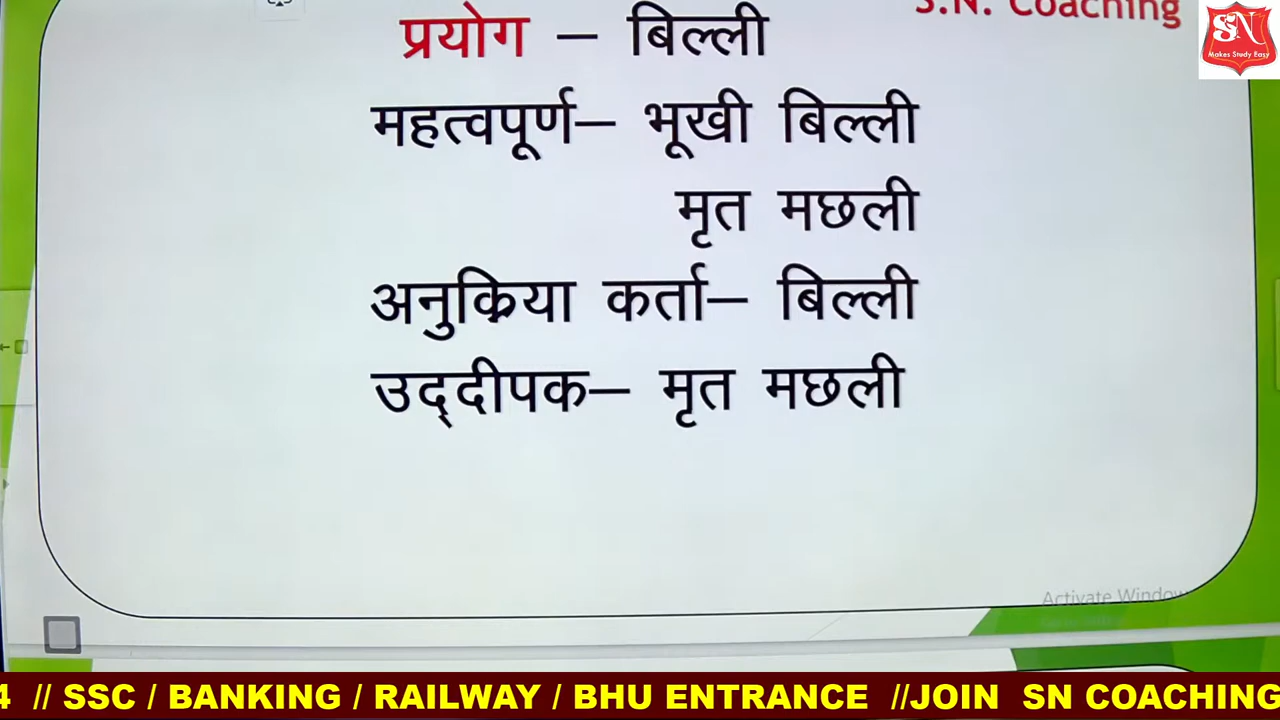 S.N. Coaching
SN
Makes Study Easy
प्रयोग – बिल्ली
महत्वपूर्ण– भूखी बिल्ली
मृत मछली
अनुक्रिया कर्ता– बिल्ली
उद्दीपक– मृत मछली
Activate Window
4 // SSC / BANKING / RAILWAY / BHU ENTRANCE //JOIN SN COACHING